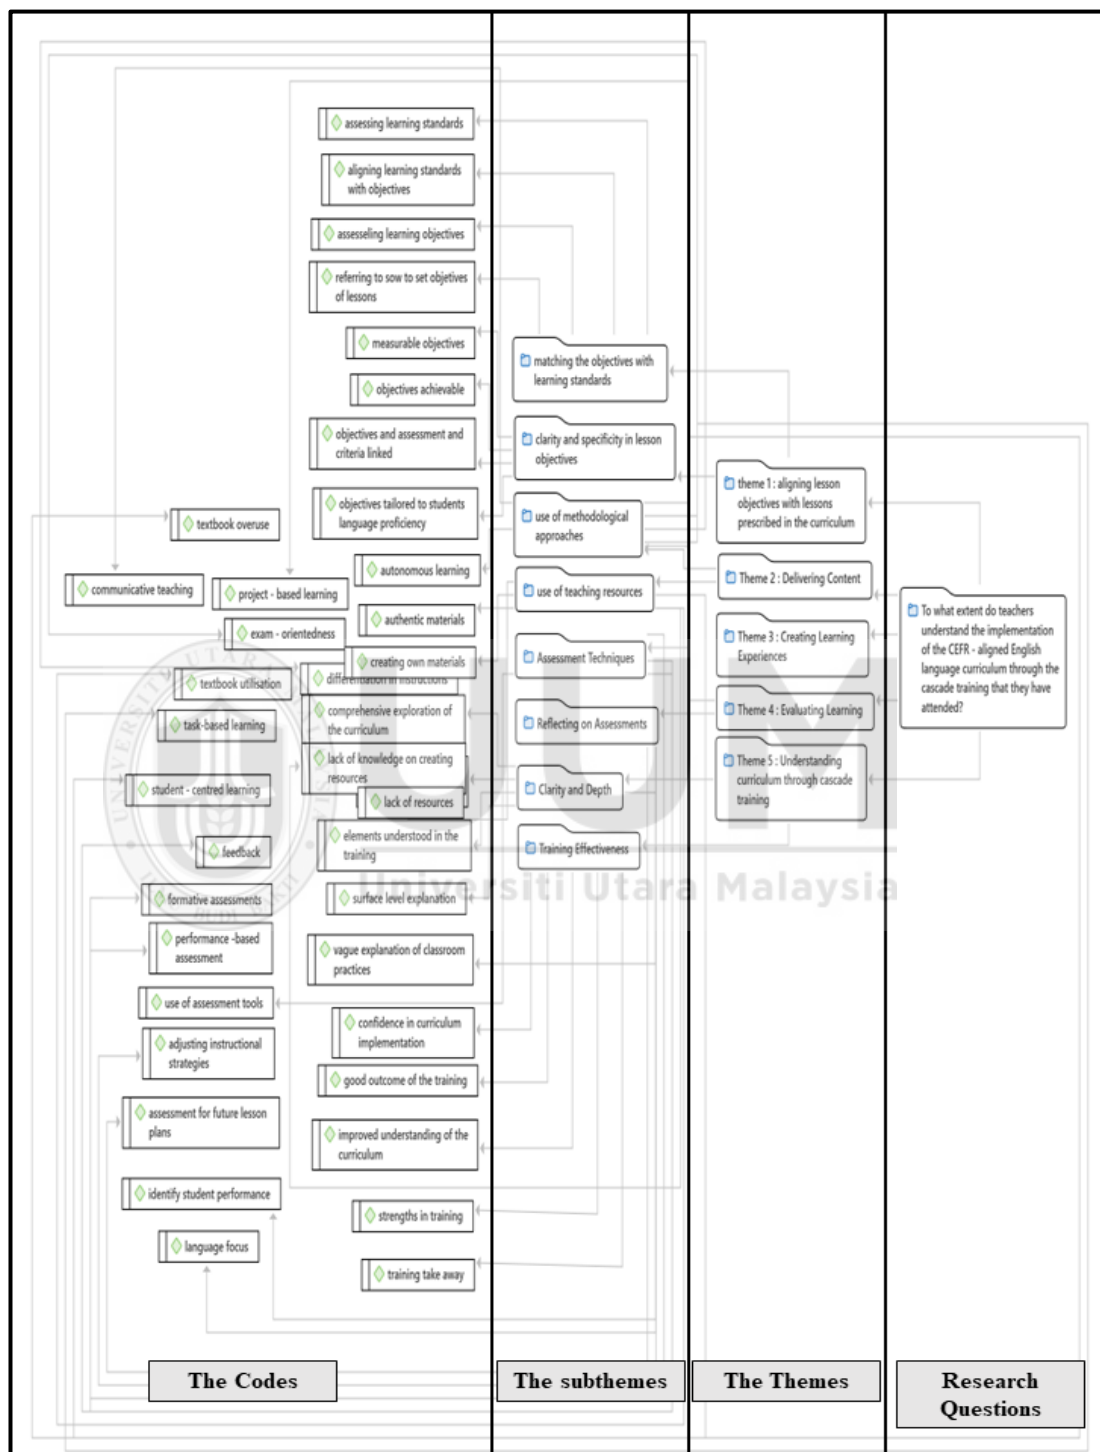 assessing learning standards
aligning learning standards
with objectives
assesseling learning objectives
referring to sow to set objetives
of lessons
measurable objectives
objectives achievable
objectives and assessment and
criteria linked
objectives tailored to students
language proficiency
textbook overuse
autonomous learning
communicative teaching
project - based learning
authentic materials
exam - orientedness
creating own materials
differentiation in instructions
textbook utilisation
comprehensive exploration of
the curriculum
task-based learning
lack of knowledge on creating
resources
student - centred learning
lack of resources
elements understood in the
training
feedback
formative assessments
surface level explanation
performance -based
assessment
vague explanation of classroom
practices
use of assessment tools
confidence in curriculum
implementation
adjusting instructional
strategies
good outcome of the training
assessment for future lesson
plans
improved understanding of the
curriculum
identify student performance
strengths in training
language focus
training take away
matching the objectives with
learning standards
clarity and specificity in lesson
objectives
use of methodological
approaches
use of teaching resources
Assessment Techniques
Reflecting on Assessments
Clarity and Depth
Training Effectiveness
theme 1 : aligning lesson
objectives with lessons
prescribed in the curriculum
Theme 2 : Delivering Content
Theme 3 : Creating Learning
Experiences
Theme 4 : Evaluating Learning
Theme 5 : Understanding
curriculum through cascade
training
To what extent do teachers
understand the implementation
of the CEFR - aligned English
language curriculum through the
cascade training that they have
attended?
UUM
Universiti Utara Malaysia
The Codes
The subthemes
The Themes
Research
Questions